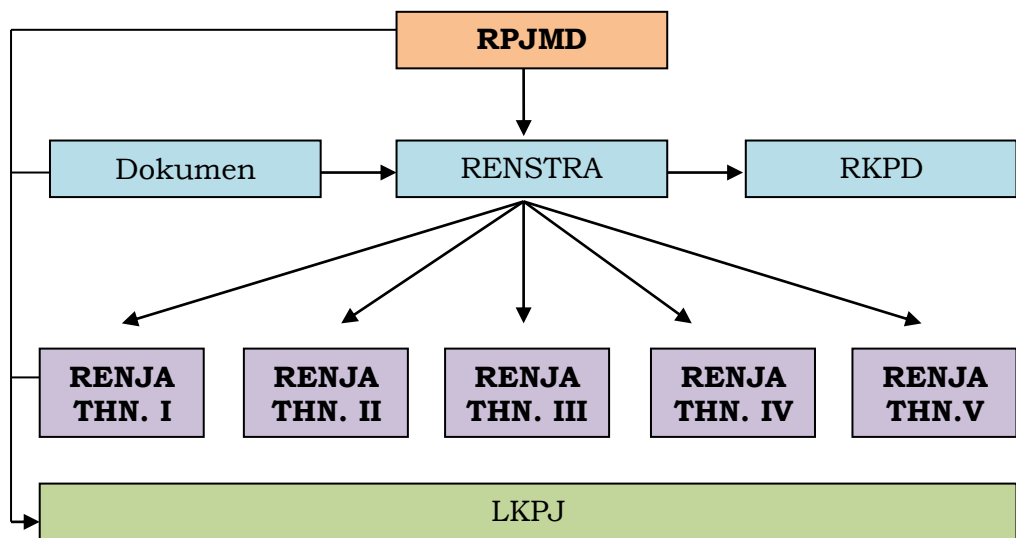 RPJMD
Dokumen
RENSTRA
RKPD
RENJA
THN. I
RENJA
THN. II
RENJA
THN. III
RENJA
THN. IV
RENJA
THN.V
LKPJ